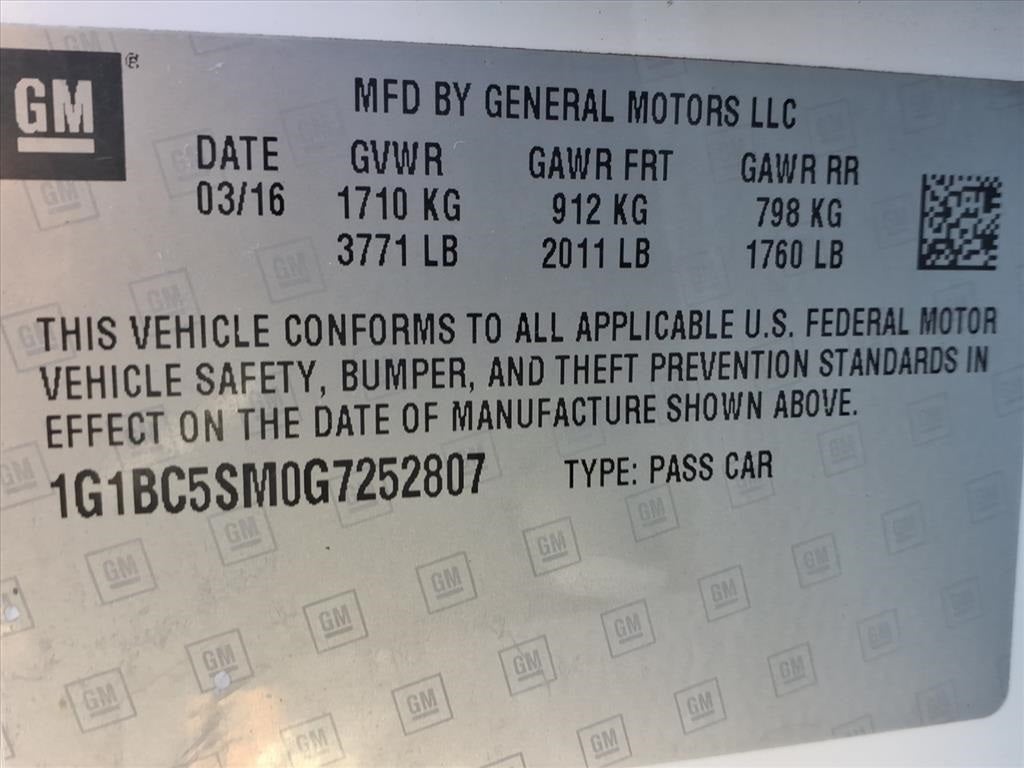 GM
®
MFD BY GENERAL MOTORS LLC
DATE GVWR GAWR FRT GAWR RR
03/16 1710 KG 912 KG 798 KG
3771 LB 2011 LB 1760 LB
THIS VEHICLE CONFORMS TO ALL APPLICABLE U.S. FEDERAL MOTOR
VEHICLE SAFETY, BUMPER, AND THEFT PREVENTION STANDARDS IN
EFFECT ON THE DATE OF MANUFACTURE SHOWN ABOVE.
1G1BC5SM0G7252807 TYPE: PASS CAR